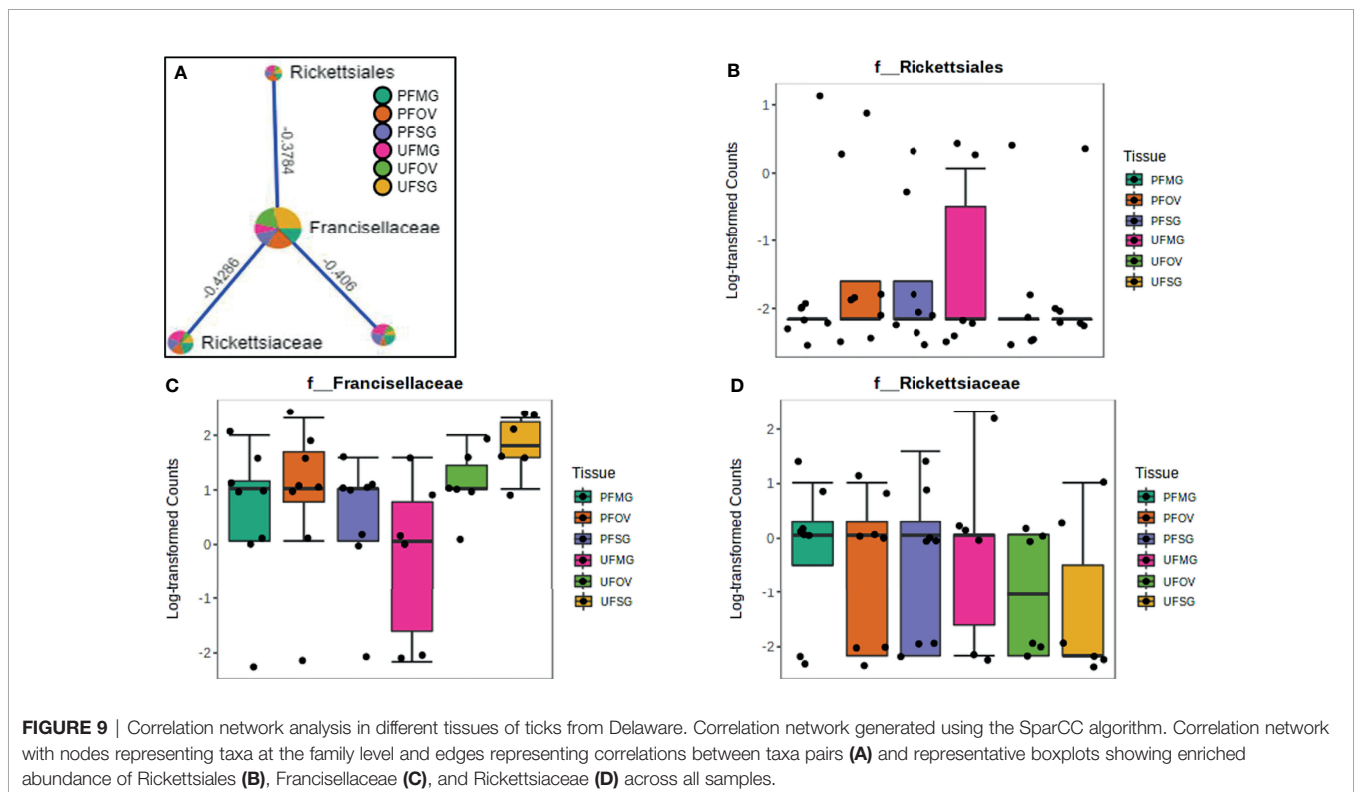 A
Rickettsiales
PFMG
PFOV
PFSG
UFMG
UFOV
UFSG
-0.3784
Francisellaceae
-0.4286
-0.406
Rickettsiaceae
B
f__Rickettsiales
Log-transformed Counts
1
0
-1
-2
Tissue
PFMG
PFOV
PFSG
UFMG
UFOV
UFSG
C
f__Francisellaceae
Log-transformed Counts
2
1
0
-1
-2
Tissue
PFMG
PFOV
PFSG
UFMG
UFOV
UFSG
D
f__Rickettsiaceae
Log-transformed Counts
2
1
0
-1
-2
Tissue
PFMG
PFOV
PFSG
UFMG
UFOV
UFSG
FIGURE 9 | Correlation network analysis in different tissues of ticks from Delaware. Correlation network generated using the SparCC algorithm. Correlation network
with nodes representing taxa at the family level and edges representing correlations between taxa pairs (A) and representative boxplots showing enriched
abundance of Rickettsiales (B), Francisellaceae (C), and Rickettsiaceae (D) across all samples.